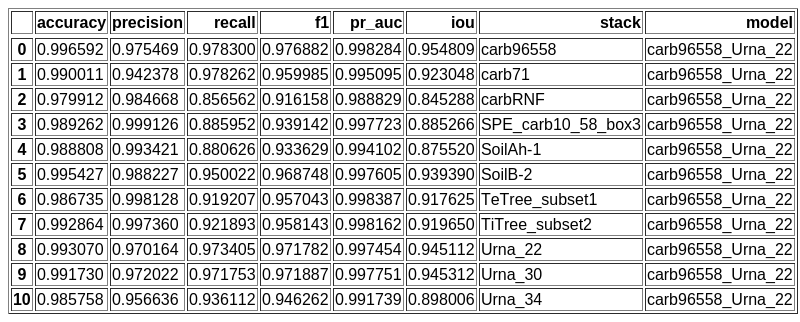 accuracy precision recall f1 pr_auc iou stack model
0 0.996592 0.975469 0.978300 0.976882 0.998284 0.954809 carb96558 carb96558_Urna_22
1 0.990011 0.942378 0.978262 0.959985 0.995095 0.923048 carb71 carb96558_Urna_22
2 0.979912 0.984668 0.856562 0.916158 0.988829 0.845288 carbRNF carb96558_Urna_22
3 0.989262 0.999126 0.885952 0.939142 0.997723 0.885266 SPE_carb10_58_box3 carb96558_Urna_22
4 0.988808 0.993421 0.880626 0.933629 0.994102 0.875520 SoilAh-1 carb96558_Urna_22
5 0.995427 0.988227 0.950022 0.968748 0.997605 0.939390 SoilB-2 carb96558_Urna_22
6 0.986735 0.998128 0.919207 0.957043 0.998387 0.917625 TeTree_subset1 carb96558_Urna_22
7 0.992864 0.997360 0.921893 0.958143 0.998162 0.919650 TiTree_subset2 carb96558_Urna_22
8 0.993070 0.970164 0.973405 0.971782 0.997454 0.945112 Urna_22 carb96558_Urna_22
9 0.991730 0.972022 0.971753 0.971887 0.997751 0.945312 Urna_30 carb96558_Urna_22
10 0.985758 0.956636 0.936112 0.946262 0.991739 0.898006 Urna_34 carb96558_Urna_22